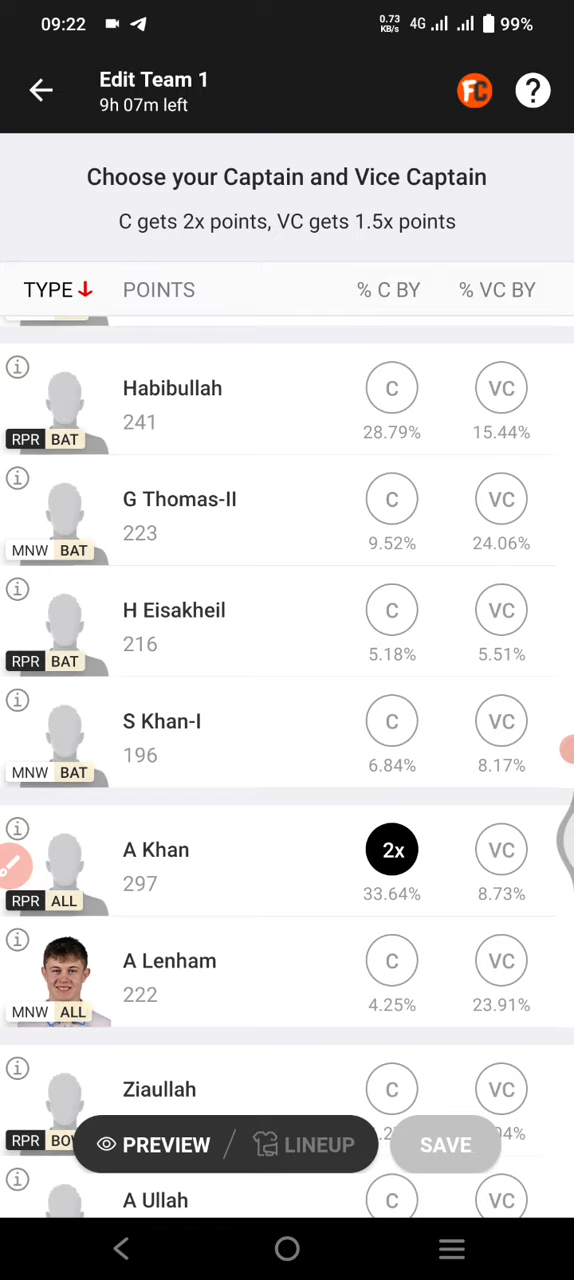 09:22 0.73 KB/s 4G 99%
Edit Team 1
9h 07m left
FC ?
Choose your Captain and Vice Captain
C gets 2x points, VC gets 1.5x points
TYPE POINTS % C BY % VC BY
Habibullah
241
RPR BAT
C VC
28.79% 15.44%
G Thomas-II
223
MNW BAT
C VC
9.52% 24.06%
H Eisakheil
216
RPR BAT
C VC
5.18% 5.51%
S Khan-I
196
MNW BAT
C VC
6.84% 8.17%
A Khan
297
RPR ALL
2x VC
33.64% 8.73%
A Lenham
222
MNW ALL
C VC
4.25% 23.91%
Ziaullah
RPR
C VC
PREVIEW / LINEUP SAVE
A Ullah
C VC